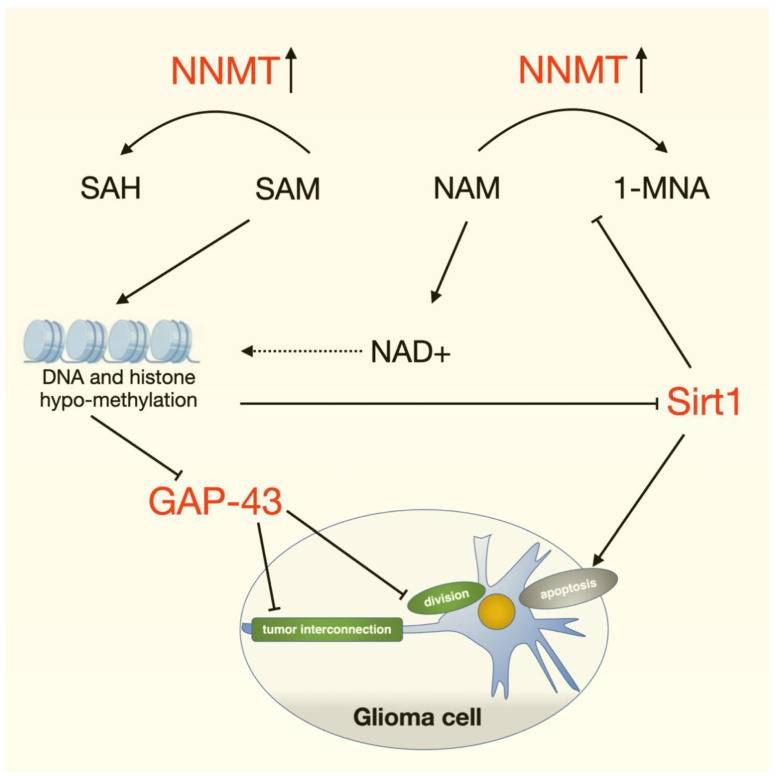 NNMT
NNMT
SAH
SAM
NAM
1-MNA
NAD+
DNA and histone
hypo-methylation
Sirt1
GAP-43
division
apoptosis
tumor interconnection
Glioma cell